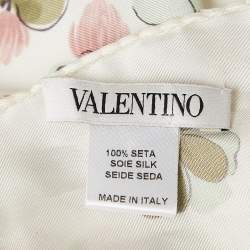 VALENTINO
100% SETA
SOIE SILK
SEIDE SEDA
MADE IN ITALY